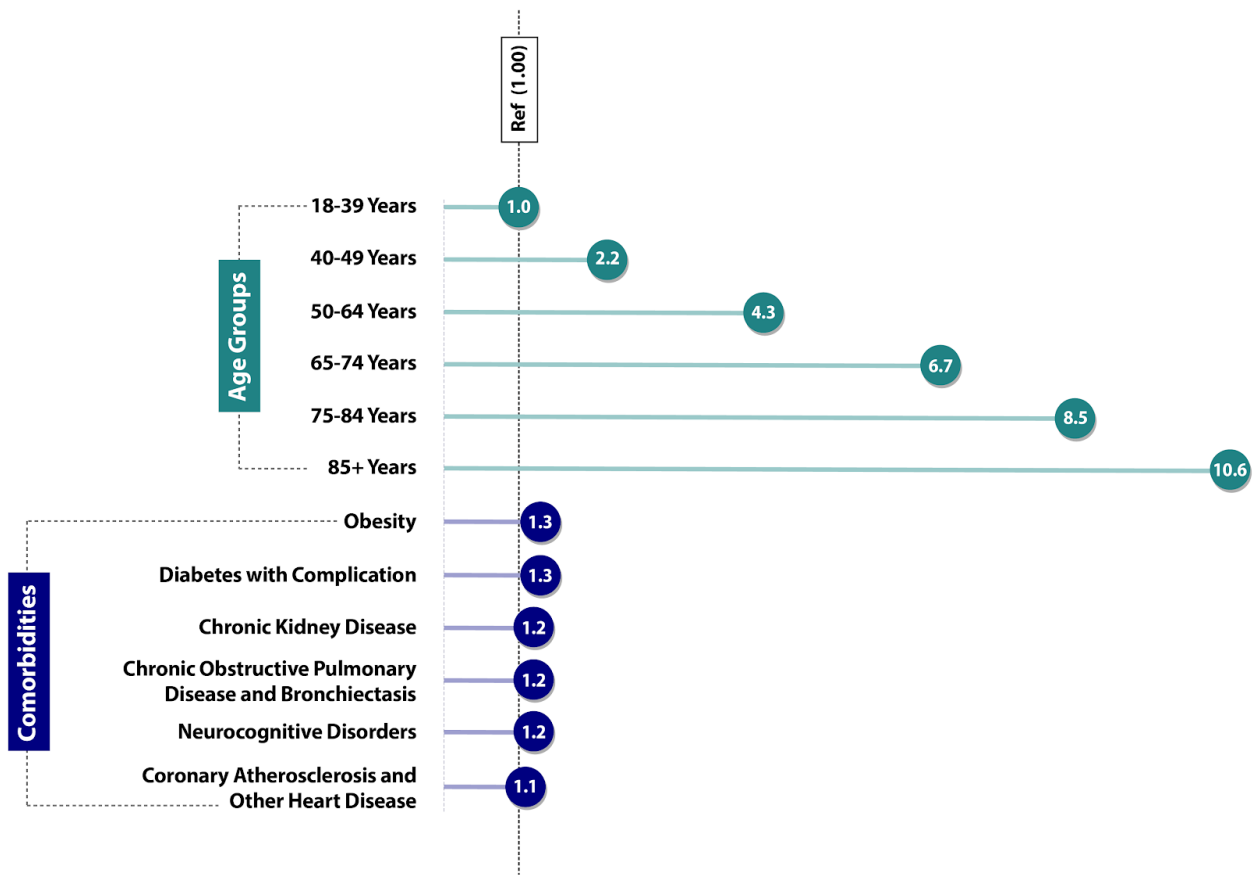 Ref (1.00)
18-39 Years
1.0
40-49 Years
2.2
50-64 Years
4.3
65-74 Years
6.7
75-84 Years
8.5
85+ Years
10.6
Age Groups
Obesity
1.3
Diabetes with Complication
1.3
Chronic Kidney Disease
1.2
Chronic Obstructive Pulmonary
Disease and Bronchiectasis
1.2
Neurocognitive Disorders
1.2
Coronary Atherosclerosis and
Other Heart Disease
1.1
Comorbidities